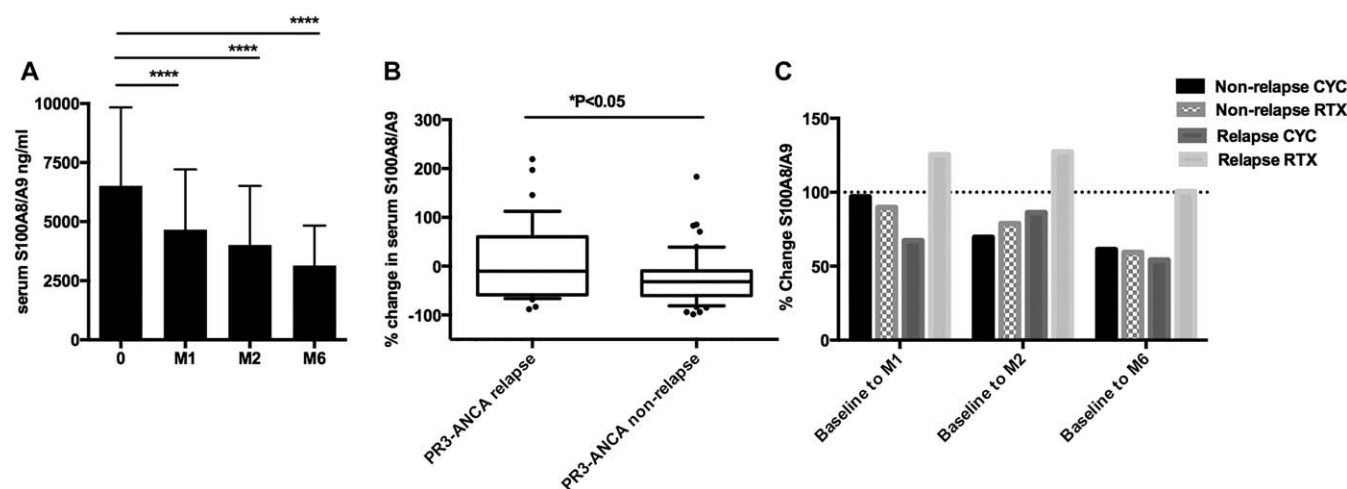 A
****
****
****
serum S100A8/A9 ng/ml
10000
7500
5000
2500
0
0 M1 M2 M6
B
*P<0.05
% change in serum S100A8/A9
300
200
100
0
-100
PR3-ANCA relapse
PR3-ANCA non-relapse
C
Non-relapse CYC
Non-relapse RTX
Relapse CYC
Relapse RTX
% Change S100A8/A9
150
100
50
0
Baseline to M1
Baseline to M2
Baseline to M6